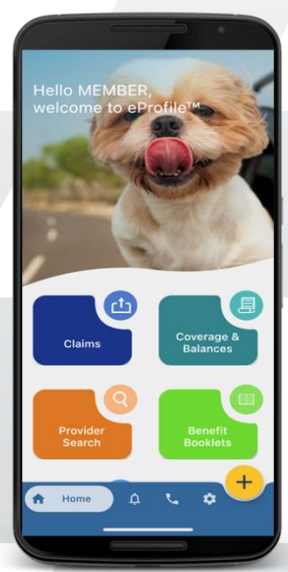 Hello MEMBER,
welcome to eProfile™
Claims
Coverage &
Balances
Provider
Search
Benefit
Booklets
Home